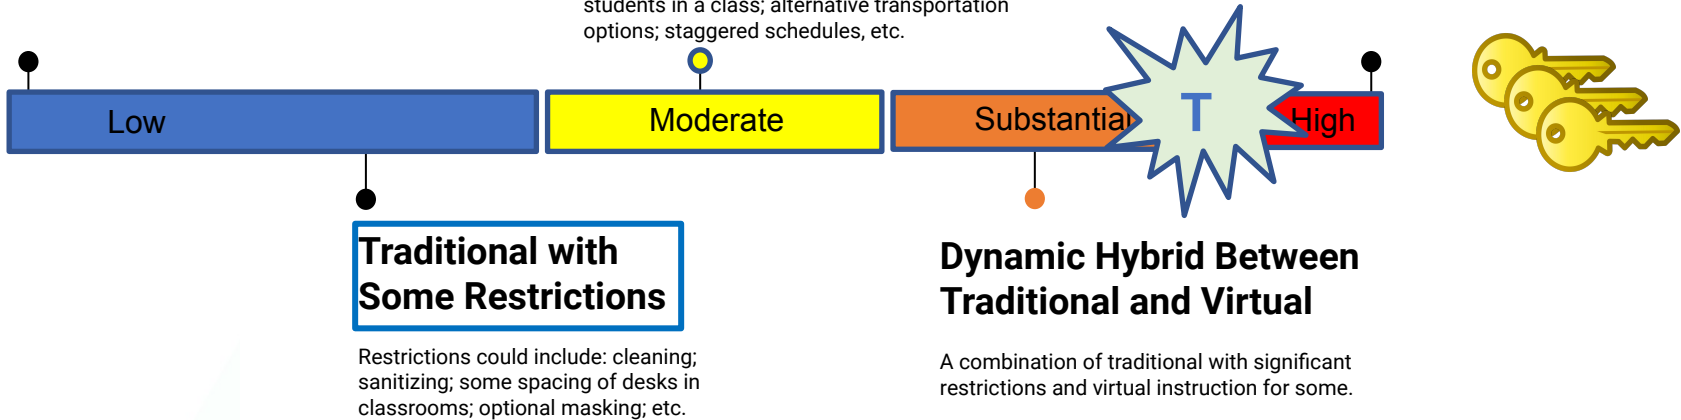 students in a class; alternative transportation
options; staggered schedules, etc.
Low
Moderate
Substantial
T
High
Traditional with
Some Restrictions
Restrictions could include: cleaning;
sanitizing; some spacing of desks in
classrooms; optional masking; etc.
Dynamic Hybrid Between
Traditional and Virtual
A combination of traditional with significant
restrictions and virtual instruction for some.